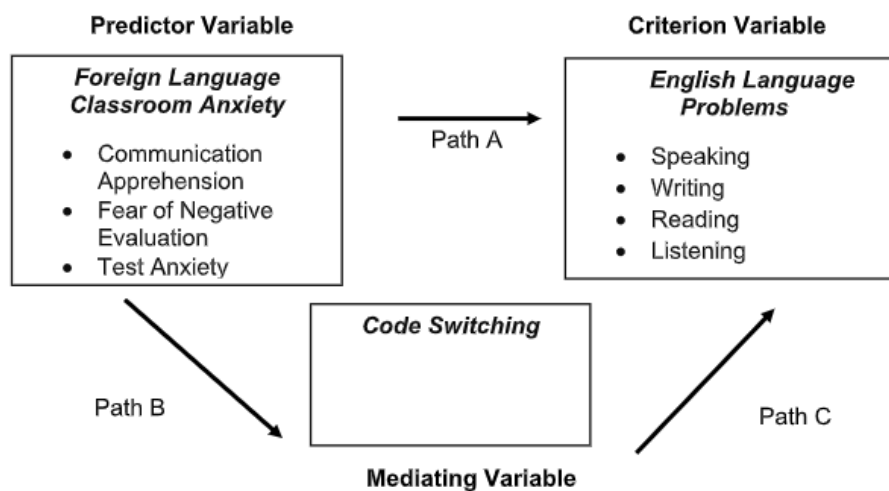 Predictor Variable
Criterion Variable
Foreign Language
Classroom Anxiety
• Communication
Apprehension
• Fear of Negative
Evaluation
• Test Anxiety
Path A
English Language
Problems
• Speaking
• Writing
• Reading
• Listening
Code Switching
Path B
Path C
Mediating Variable